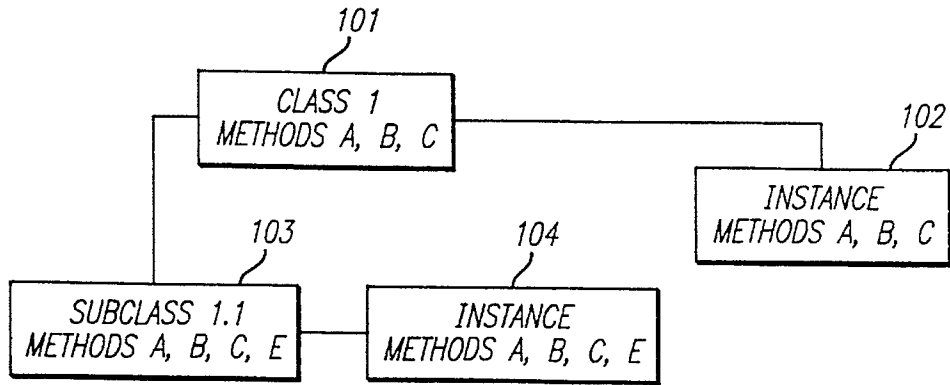 101
CLASS 1
METHODS A, B, C
102
INSTANCE
METHODS A, B, C
103
SUBCLASS 1.1
METHODS A, B, C, E
104
INSTANCE
METHODS A, B, C, E